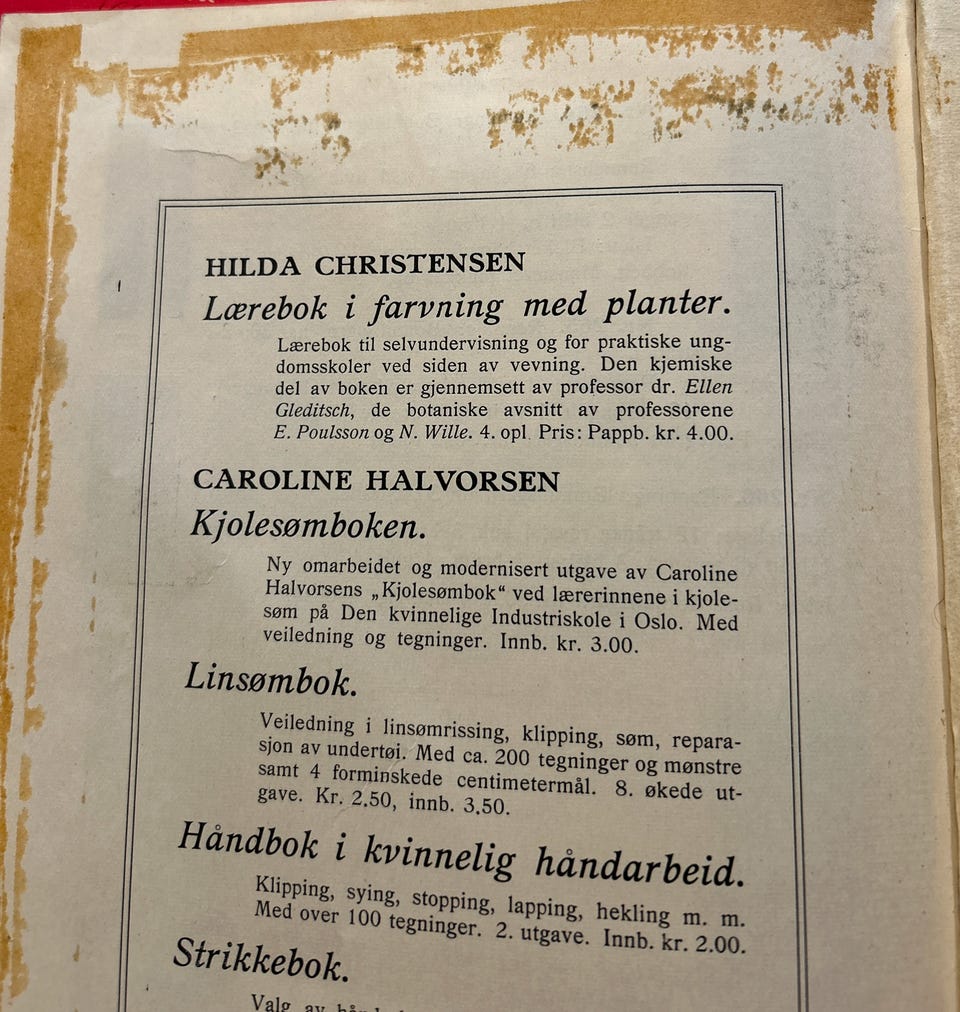 HILDA CHRISTENSEN
Lærebok i farvning med planter.
Lærebok til selvundervisning og for praktiske ung-
domsskoler ved siden av vevning. Den kjemiske
del av boken er gjennemsett av professor dr. Ellen
Gleditsch, de botaniske avsnitt av professorene
E. Poulsson og N. Wille. 4. opl. Pris: Pappb. kr. 4.00.
CAROLINE HALVORSEN
Kjolesømboken.
Ny omarbeidet og modernisert utgave av Caroline
Halvorsens „Kjolesømbok“ ved lærerinnene i kjole-
søm på Den kvinnelige Industriskole i Oslo. Med
veiledning og tegninger. Innb. kr. 3.00.
Linsømbok.
Veiledning i linsømrissing, klipping, søm, repara-
sjon av undertøi. Med ca. 200 tegninger og mønstre
samt 4 forminskede centimetermål. 8. økede ut-
gave. Kr. 2.50, innb. 3.50.
Håndbok i kvinnelig håndarbeid.
Klipping, sying, stopping, lapping, hekling m. m.
Med over 100 tegninger. 2. utgave. Innb. kr. 2.00.
Strikkebok.
Valg av